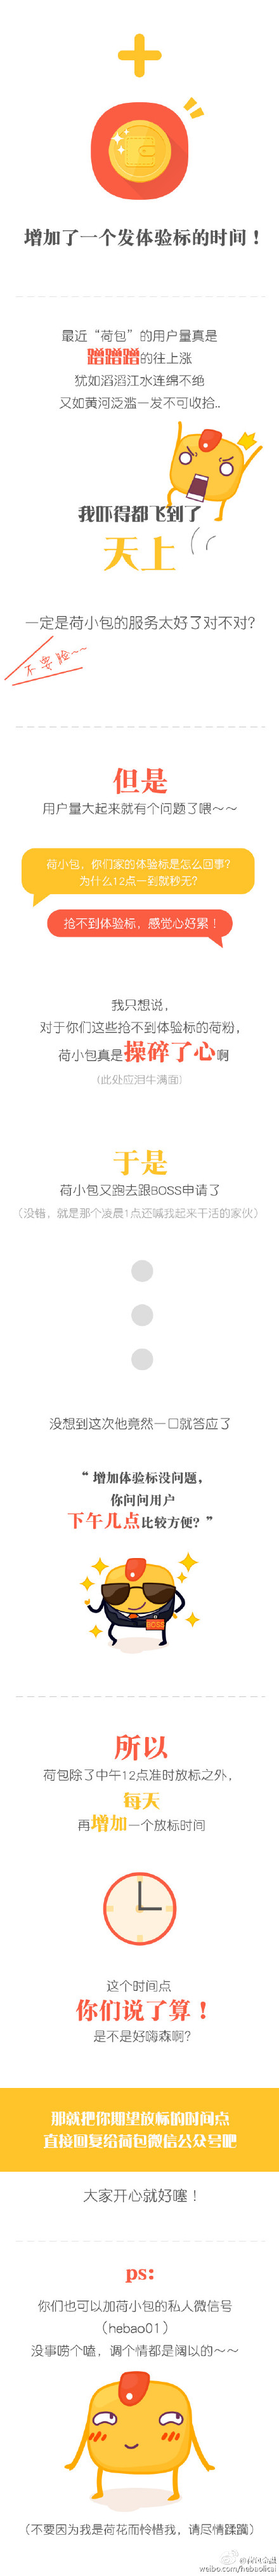 增加了一个发体验标的时间！
最近“荷包”的用户量真是
蹭蹭蹭的往上涨
犹如滔滔江水连绵不绝
又如黄河泛滥一发不可收拾..
我吓得都飞到了
天上
一定是荷小包的服务太好了对不对？
不要脸~~
但是
用户量大起来就有个问题了喂~~
荷小包，你们家的体验标是怎么回事？
为什么12点一到就秒无？
抢不到体验标，感觉心好累！
我只想说，
对于你们这些抢不到体验标的荷粉，
荷小包真是操碎了心啊
（此处应泪牛满面）
于是
荷小包又跑去跟BOSS申请了
（没错，就是那个凌晨1点还喊我起来干活的家伙）
没想到这次他竟然一口就答应了
“ 增加体验标没问题，
你问问用户
下午几点比较方便？”
所以
荷包除了中午12点准时放标之外，
每天
再增加一个放标时间
这个时间点
你们说了算！
是不是好嗨森啊？
那就把你期望放标的时间点
直接回复给荷包微信公众号吧
大家开心就好噻！
ps:
你们也可以加荷小包的私人微信号
（hebao01）
没事唠个嗑，调个情都是阔以的~~
（不要因为我是荷花而怜惜我，请尽情蹂躏）
weibo.com/hebaolicai